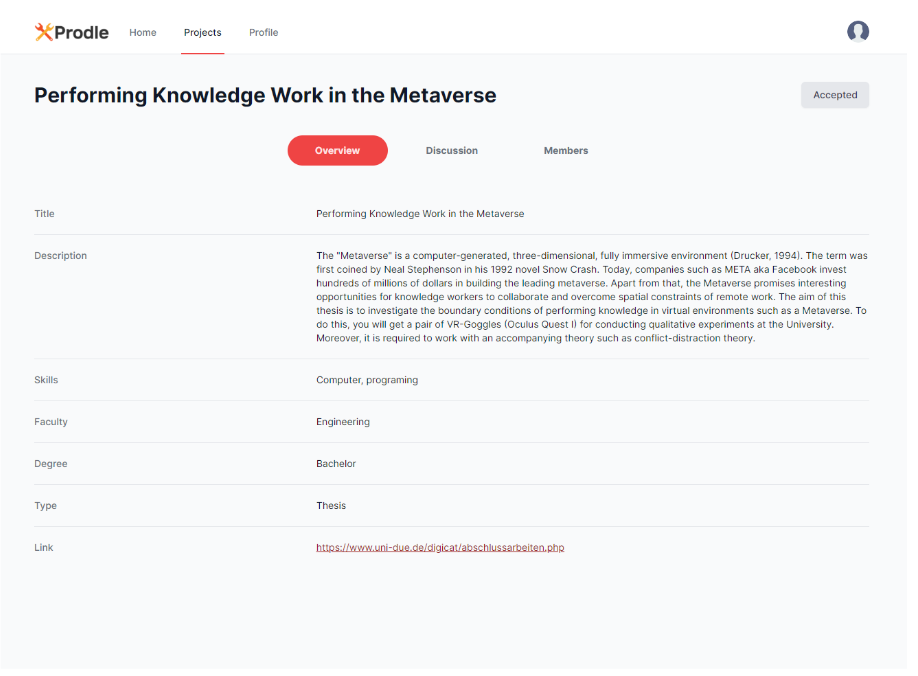 Prodle Home Projects Profile
Performing Knowledge Work in the Metaverse
Accepted
Overview Discussion Members
Title Performing Knowledge Work in the Metaverse
Description The "Metaverse" is a computer-generated, three-dimensional, fully immersive environment (Drucker, 1994). The term was
first coined by Neal Stephenson in his 1992 novel Snow Crash. Today, companies such as META aka Facebook invest
hundreds of millions of dollars in building the leading metaverse. Apart from that, the Metaverse promises interesting
opportunities for knowledge workers to collaborate and overcome spatial constraints of remote work. The aim of this
thesis is to investigate the boundary conditions of performing knowledge in virtual environments such as a Metaverse. To
do this, you will get a pair of VR-Goggles (Oculus Quest I) for conducting qualitative experiments at the University.
Moreover, it is required to work with an accompanying theory such as conflict-distraction theory.
Skills Computer, programing
Faculty Engineering
Degree Bachelor
Type Thesis
Link https://www.uni-due.de/digicat/abschlussarbeiten.php